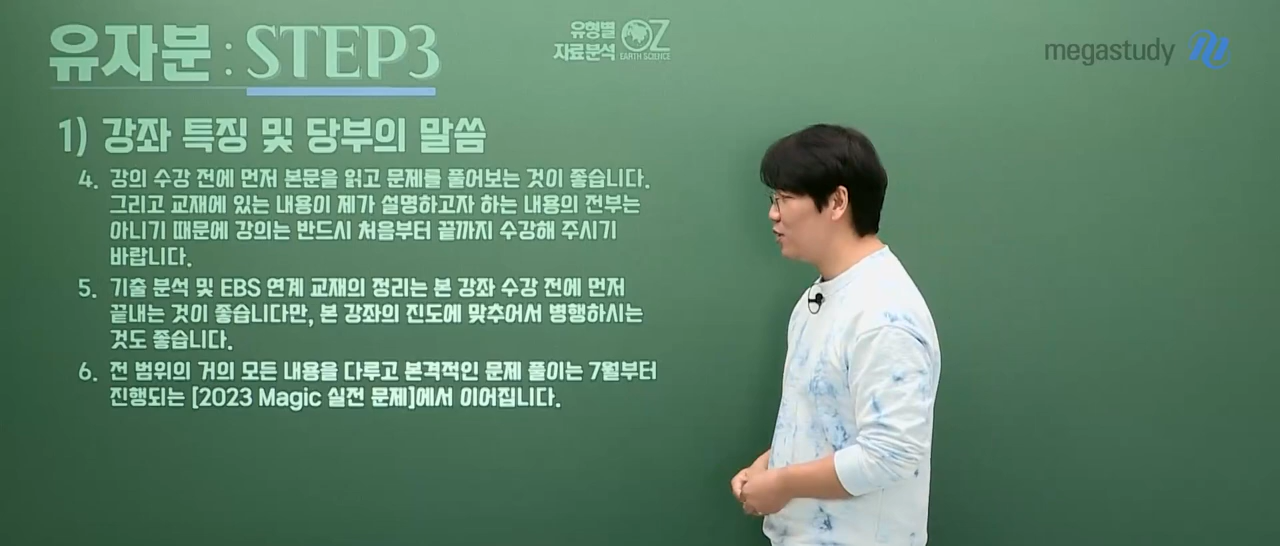 유자분 : STEP3
유형별
자료분석
OZ
EARTH SCIENCE
megastudy M
1) 강좌 특징 및 당부의 말씀
4. 강의 수강 전에 먼저 본문을 읽고 문제를 풀어보는 것이 좋습니다.
그리고 교재에 있는 내용이 제가 설명하고자 하는 내용의 전부는
아니기 때문에 강의는 반드시 처음부터 끝까지 수강해 주시기
바랍니다.
5. 기출 분석 및 EBS 연계 교재의 정리는 본 강좌 수강 전에 먼저
끝내는 것이 좋습니다만, 본 강좌의 진도에 맞추어서 병행하시는
것도 좋습니다.
6. 전 범위의 거의 모든 내용을 다루고 본격적인 문제 풀이는 7월부터
진행되는 [2023 Magic 실전 문제]에서 이어집니다.